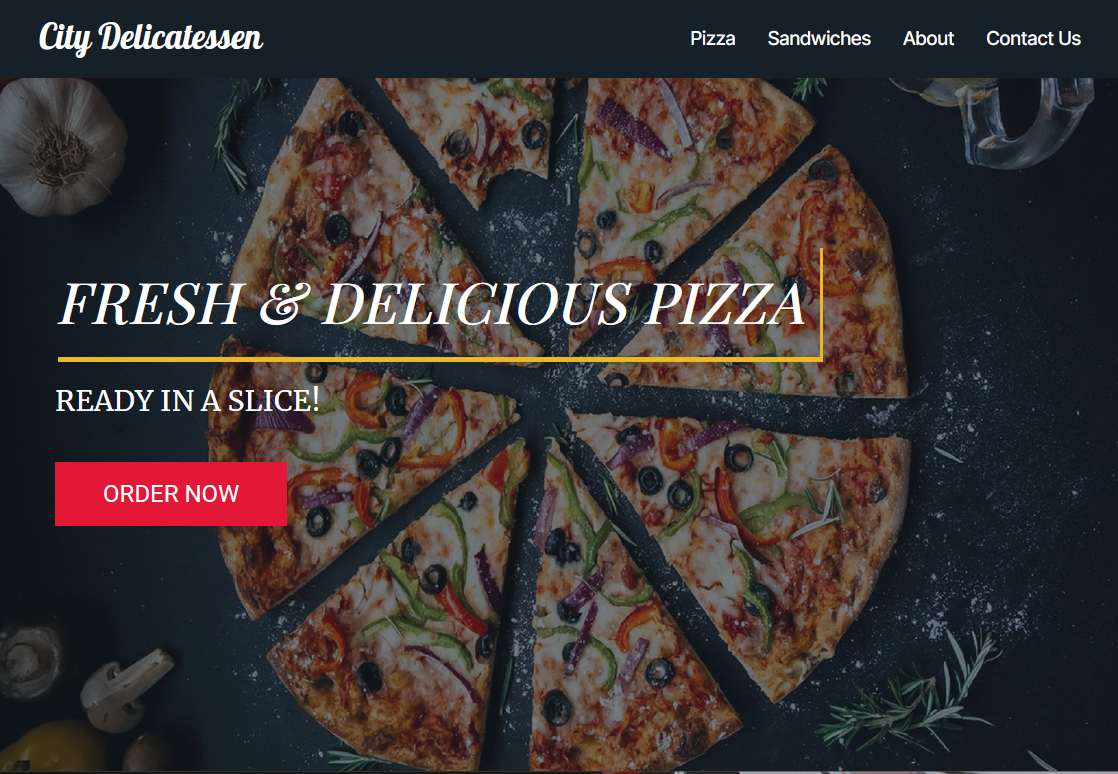 City Delicatessen
Pizza Sandwiches About Contact Us
FRESH & DELICIOUS PIZZA
READY IN A SLICE!
ORDER NOW